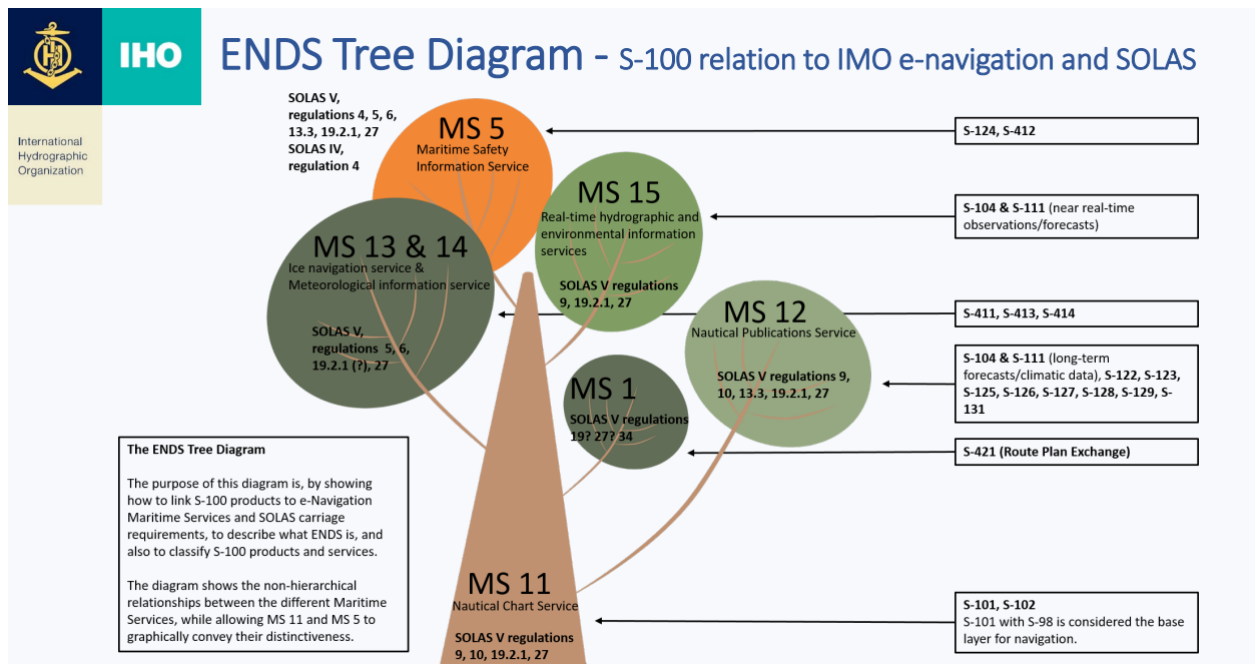 IHO
ENDS Tree Diagram - S-100 relation to IMO e-navigation and SOLAS
International
Hydrographic
Organization
SOLAS V,
regulations 4, 5, 6,
13.3, 19.2.1, 27
SOLAS IV,
regulation 4
MS 5
Maritime Safety
Information Service
S-124, S-412
MS 15
Real-time hydrographic and
environmental information
services
SOLAS V regulations
9, 19.2.1, 27
S-104 & S-111 (near real-time
observations/forecasts)
MS 13 & 14
Ice navigation service &
Meteorological information service
SOLAS V,
regulations 5, 6,
19.2.1 (?), 27
S-411, S-413, S-414
MS 12
Nautical Publications Service
SOLAS V regulations 9,
10, 13.3, 19.2.1, 27
S-104 & S-111 (long-term
forecasts/climatic data), S-122, S-123,
S-125, S-126, S-127, S-128, S-129, S-
131
MS 1
SOLAS V regulations
19? 27? 34
S-421 (Route Plan Exchange)
The ENDS Tree Diagram
The purpose of this diagram is, by showing
how to link S-100 products to e-Navigation
Maritime Services and SOLAS carriage
requirements, to describe what ENDS is, and
also to classify S-100 products and services.
The diagram shows the non-hierarchical
relationships between the different Maritime
Services, while allowing MS 11 and MS 5 to
graphically convey their distinctiveness.
MS 11
Nautical Chart Service
SOLAS V regulations
9, 10, 19.2.1, 27
S-101, S-102
S-101 with S-98 is considered the base
layer for navigation.